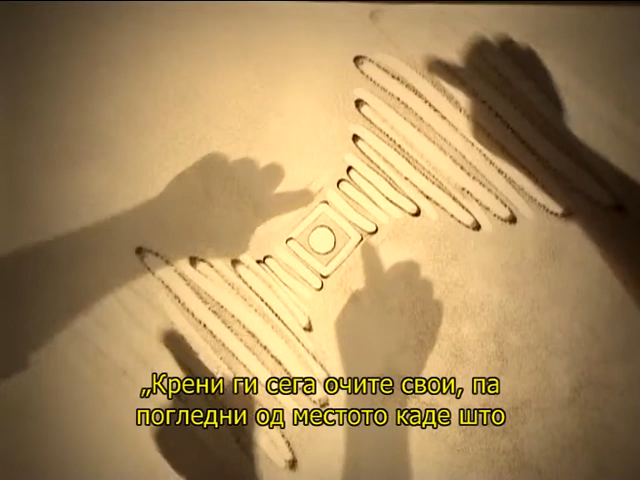 „Крени ги сега очите свои, па
погледни од местото каде што